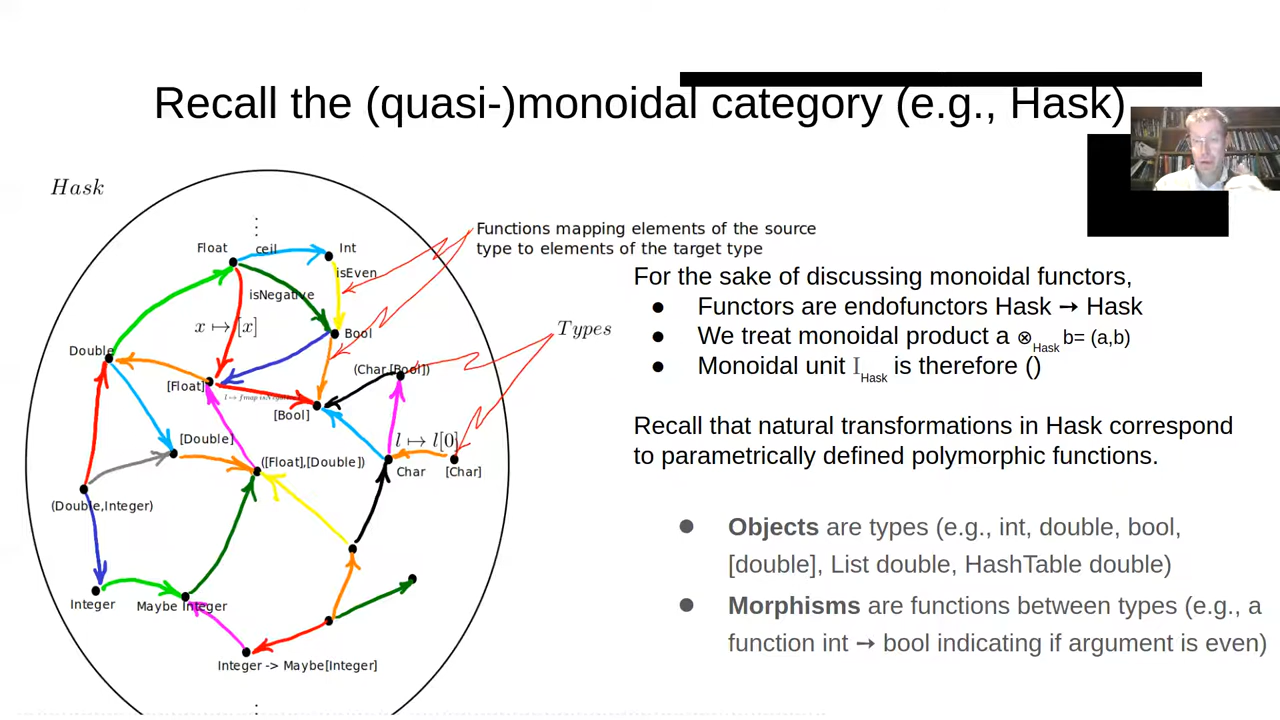 Recall the (quasi-)monoidal category (e.g., Hask)
Hask
Functions mapping elements of the source
type to elements of the target type
Float
ceil
Int
isEven
isNegative
x ↦ [x]
Bool
Types
Double
(Char,[Bool])
[Float]
[Bool]
[Double]
l ↦ l[0]
([Float],[Double])
Char
[Char]
(Double,Integer)
Integer
Maybe Integer
Integer -> Maybe[Integer]
For the sake of discussing monoidal functors,
● Functors are endofunctors Hask → Hask
● We treat monoidal product a ⊗Hask b= (a,b)
● Monoidal unit IHask is therefore ()
Recall that natural transformations in Hask correspond
to parametrically defined polymorphic functions.
● Objects are types (e.g., int, double, bool,
[double], List double, HashTable double)
● Morphisms are functions between types (e.g., a
function int → bool indicating if argument is even)